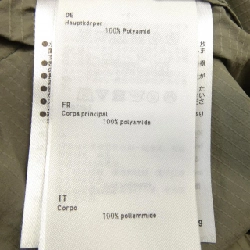 DE
Hauptkörper
100% Polyamid
FR
Corps principal
100% polyamide
IT
Corpo
100% poliammide